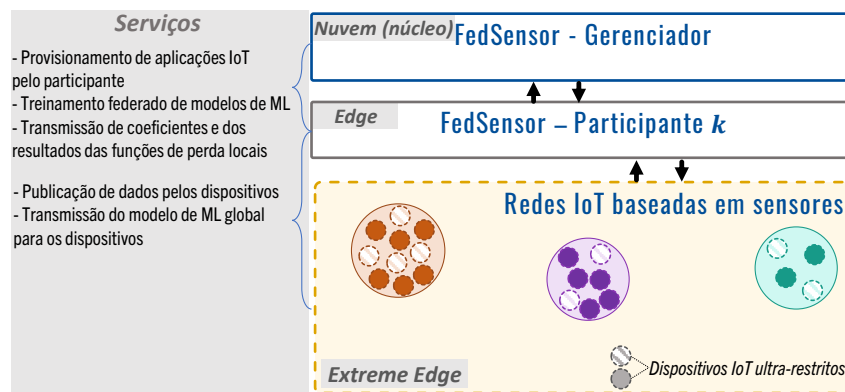 Serviços
- Provisionamento de aplicações IoT
pelo participante
- Treinamento federado de modelos de ML
- Transmissão de coeficientes e dos
resultados das funções de perda locais
- Publicação de dados pelos dispositivos
- Transmissão do modelo de ML global
para os dispositivos
Nuvem (núcleo)
FedSensor - Gerenciador
Edge
FedSensor – Participante k
Redes IoT baseadas em sensores
Extreme Edge
Dispositivos IoT ultra-restritos